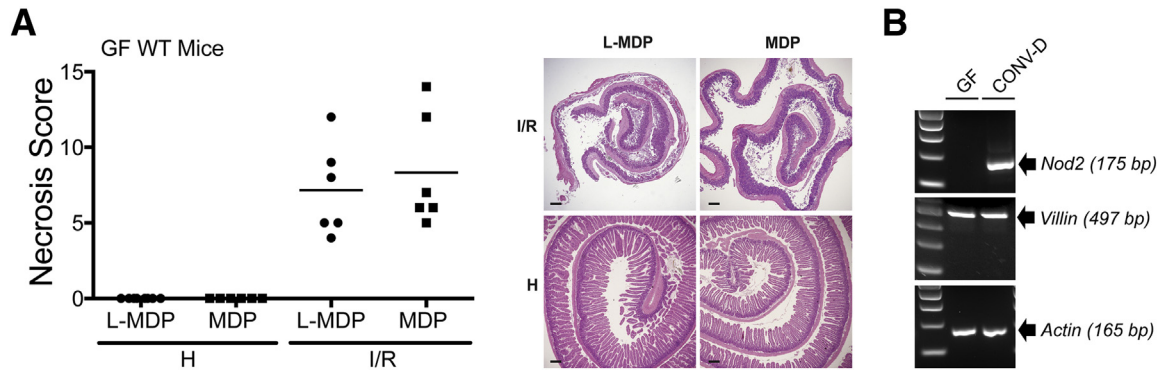 A
GF WT Mice
Necrosis Score
15
10
5
0
L-MDP
MDP
L-MDP
MDP
H
I/R
L-MDP
MDP
I/R
H
B
GF
CONV-D
Nod2 (175 bp)
Villin (497 bp)
Actin (165 bp)